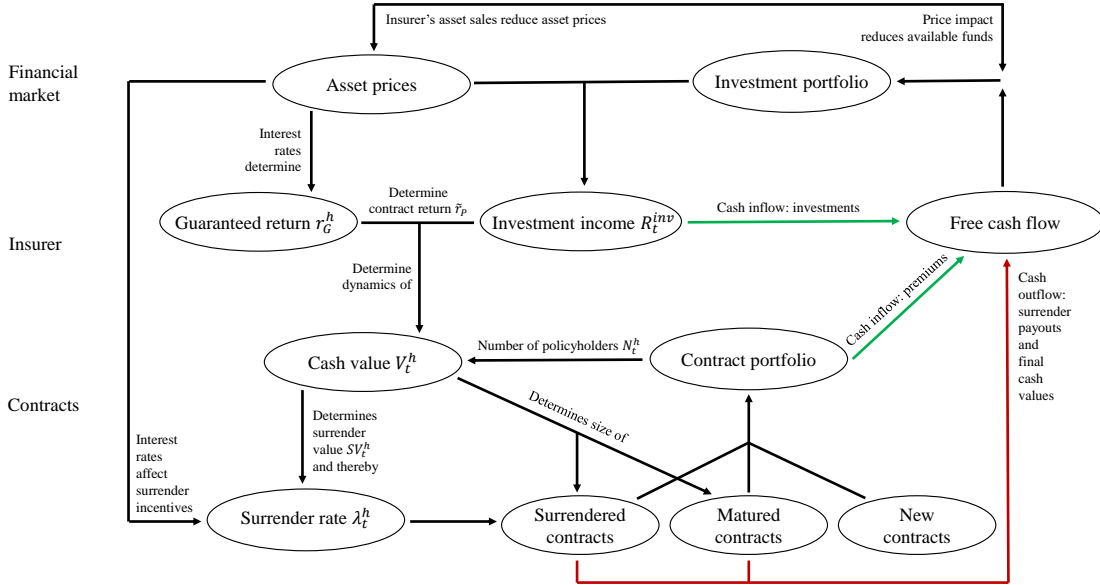 Insurer's asset sales reduce asset prices
Price impact
reduces available funds
Financial
market
Asset prices
Investment portfolio
Interest
rates
determine
Determine
contract return r̃_P
Guaranteed return r_G^h
Investment income R_t^{inv}
Cash inflow: investments
Free cash flow
Insurer
Determine
dynamics of
Cash inflow: premiums
Cash
outflow:
surrender
payouts
and
final
cash
values
Cash value V_t^h
Number of policyholders N_t^h
Contract portfolio
Contracts
Determines
surrender
value SV_t^h
and thereby
Determines size of
Interest
rates
affect
surrender
incentives
Surrender rate λ_t^h
Surrendered
contracts
Matured
contracts
New
contracts